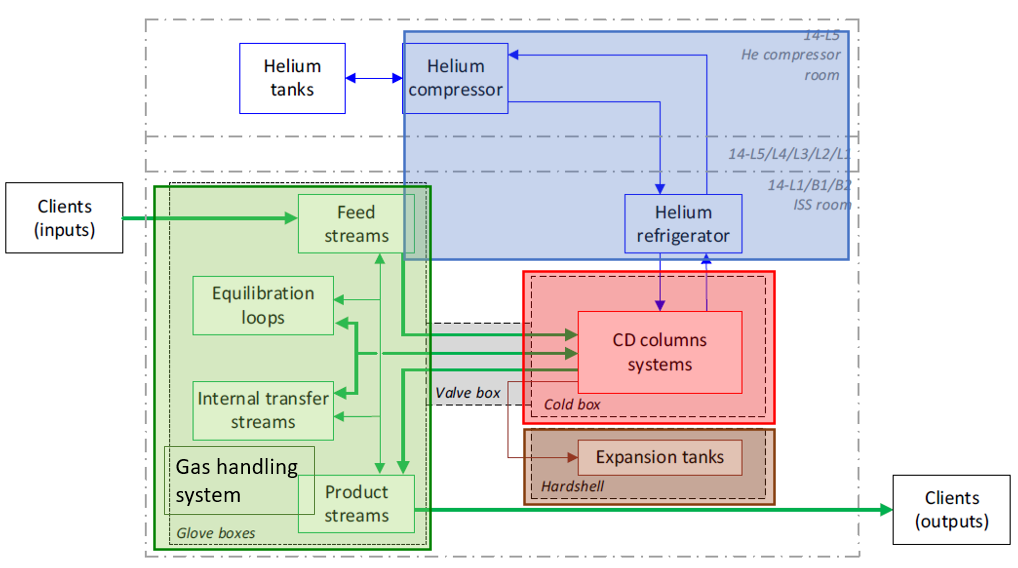 14-L5
He compressor
room
Helium
tanks
Helium
compressor
14-L5/L4/L3/L2/L1
14-L1/B1/B2
ISS room
Clients
(inputs)
Feed
streams
Helium
refrigerator
Equilibration
loops
CD columns
systems
Valve box
Cold box
Internal transfer
streams
Gas handling
system
Expansion tanks
Hardshell
Product
streams
Glove boxes
Clients
(outputs)